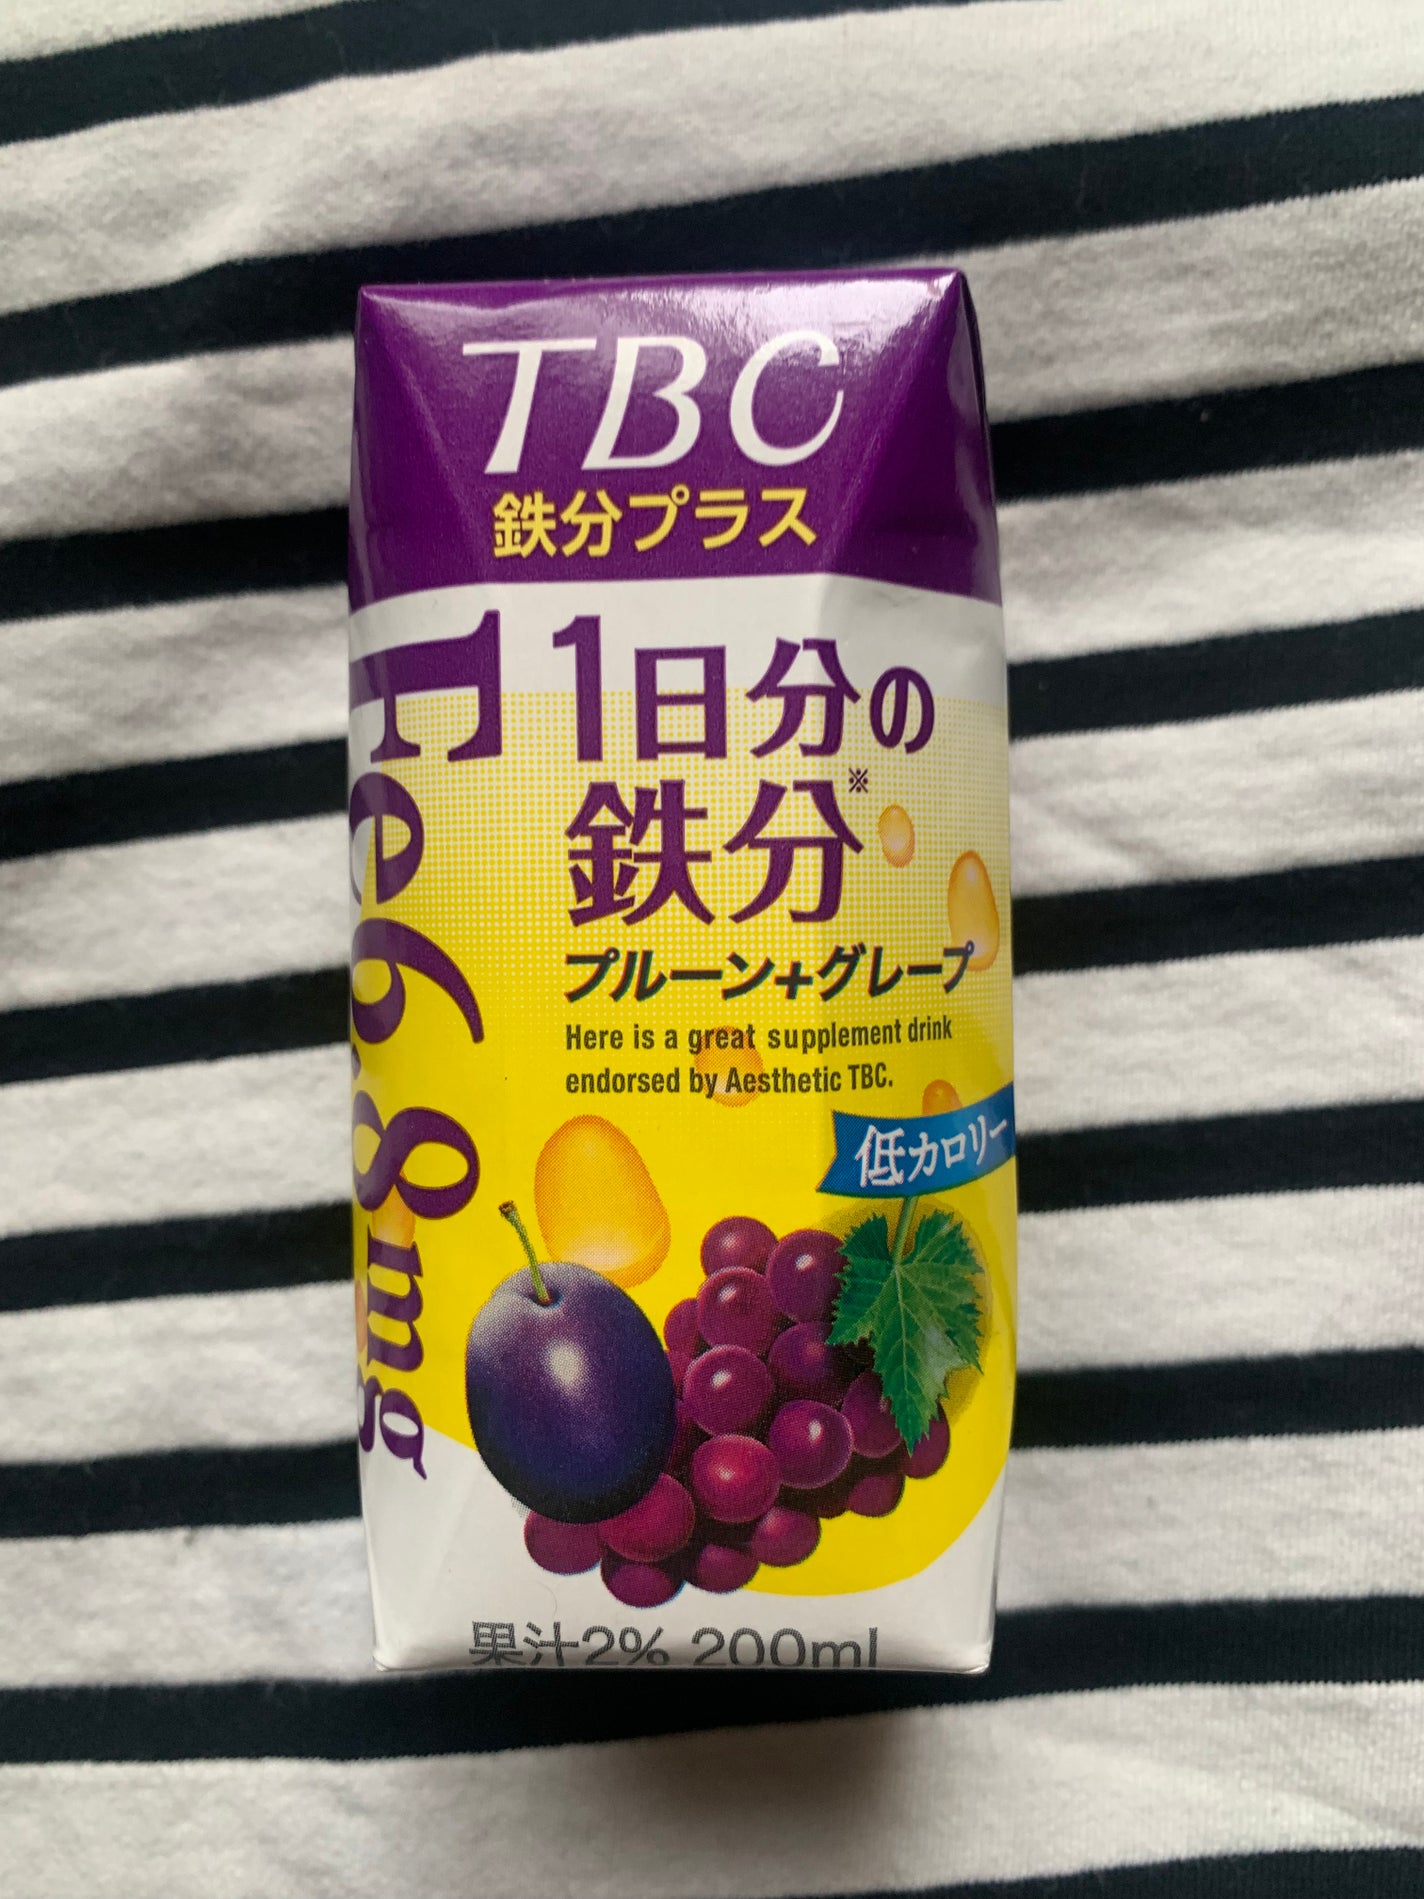 TBC
鉄分プラス
1日分の
鉄分※
プルーン+グレープ
Here is a great supplement drink
endorsed by Aesthetic TBC.
低カロリー
Fe6.8mg
果汁2% 200ml